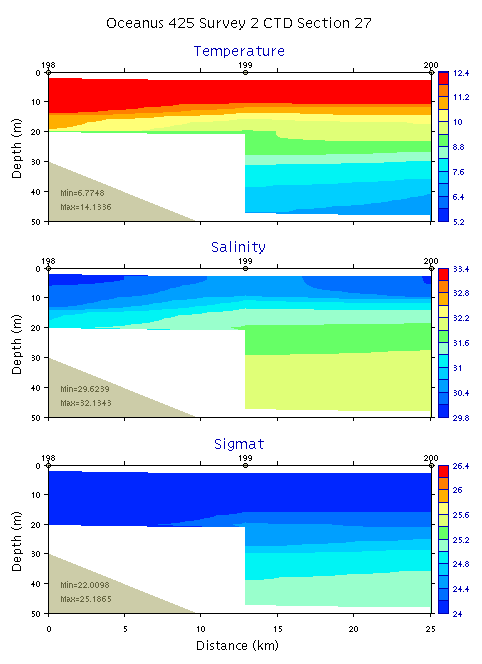 Oceanus 425 Survey 2 CTD Section 27
Temperature
198 199 200
0
10
20
30
40
50
Depth (m)
Min=6.7748
Max=14.1336
12.4
11.2
10
8.8
7.6
6.4
5.2
Salinity
198 199 200
0
10
20
30
40
50
Depth (m)
Min=29.6239
Max=32.1343
33.4
32.8
32.2
31.6
31
30.4
29.8
Sigmat
198 199 200
0
10
20
30
40
50
Depth (m)
Min=22.0098
Max=25.1865
26.4
26
25.6
25.2
24.8
24.4
24
0 5 10 15 20 25
Distance (km)